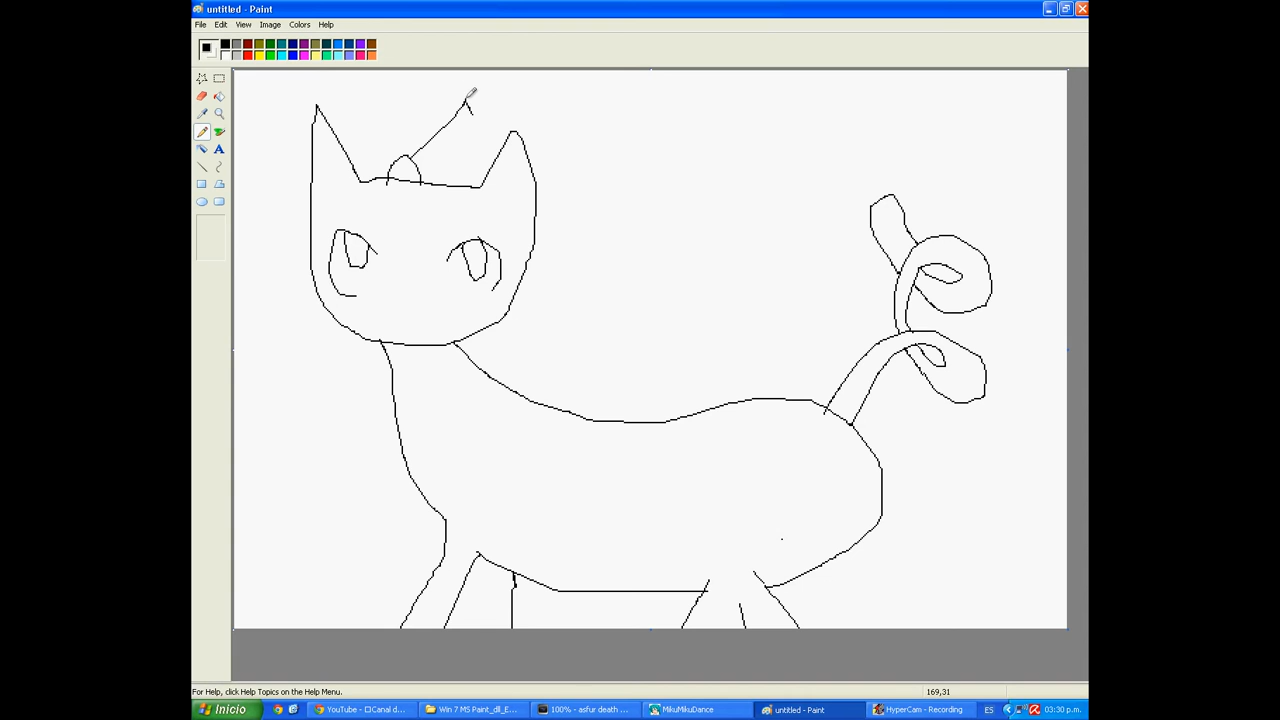 untitled - Paint
File Edit View Image Colors Help
A
For Help, click Help Topics on the Help Menu.
169,31
Inicio
YouTube - Canal d...
Win 7 MS Paint_dll_E...
100% - asfur death ...
MikuMikuDance
untitled - Paint
HyperCam - Recording
ES
03:30 p.m.